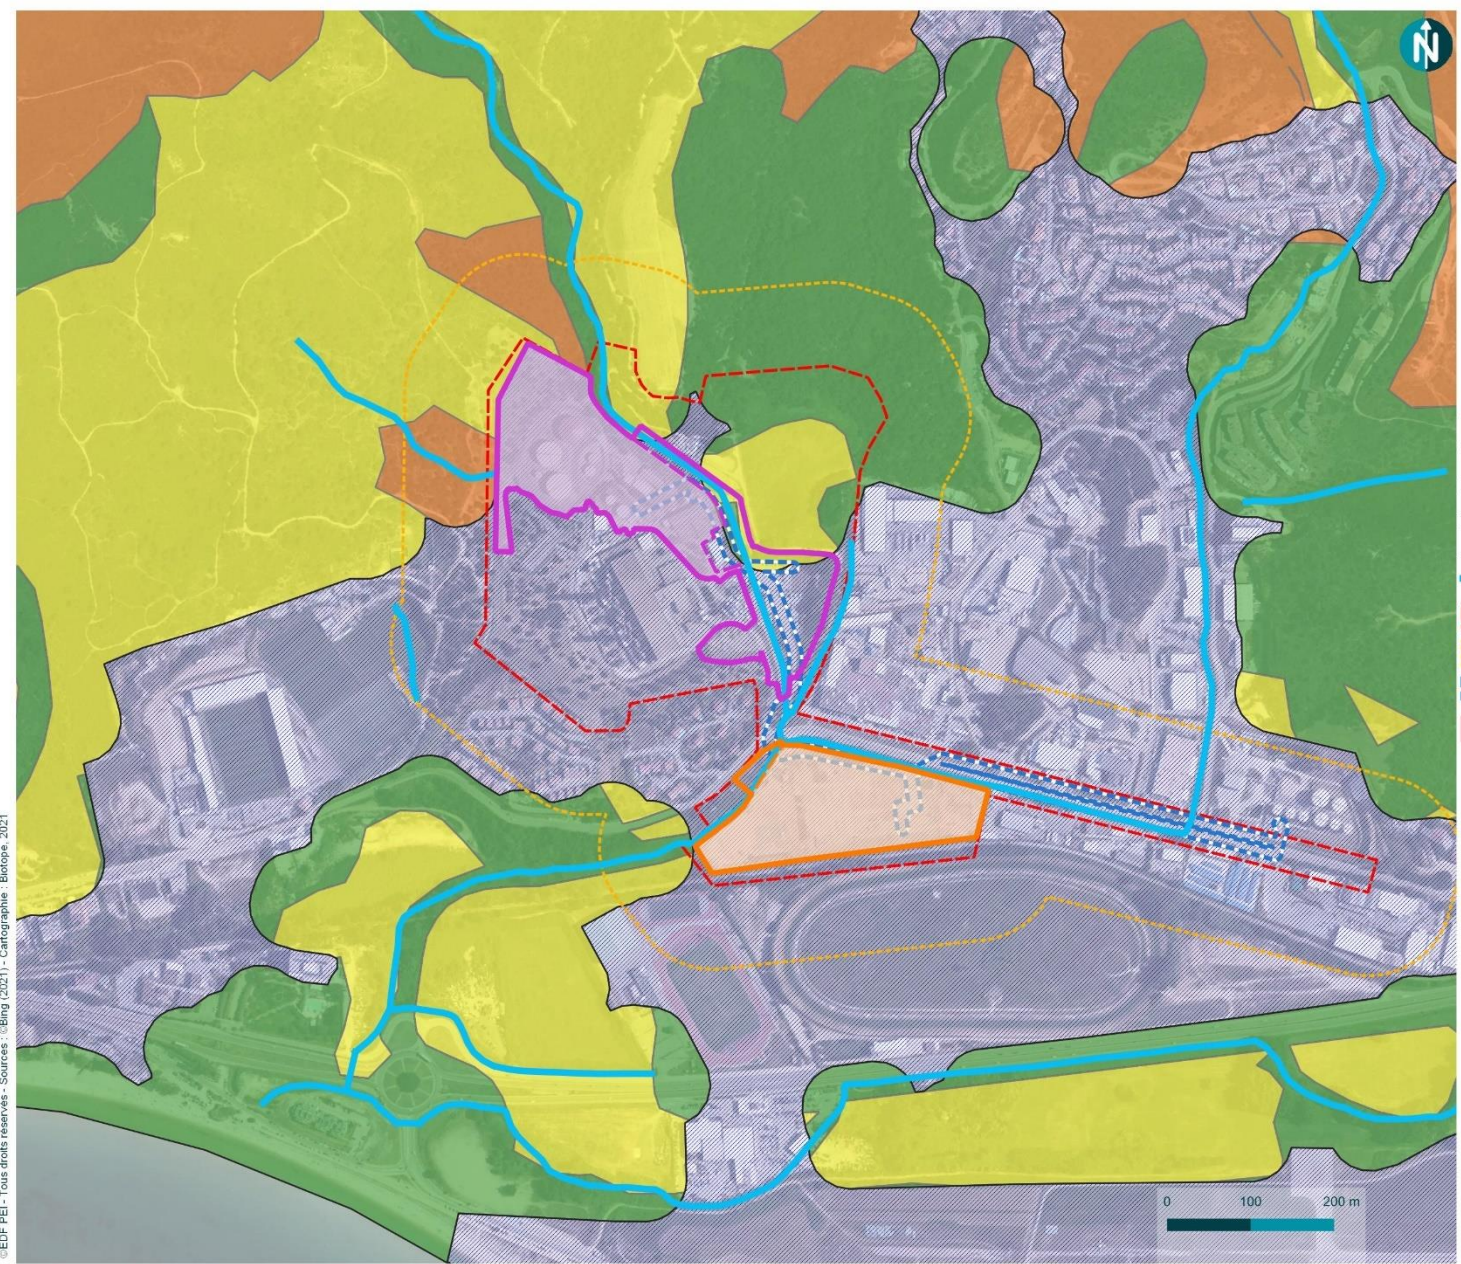 N
©EDF PEI - Tous droits réservés - Sources : ©Bing (2021) - Cartographie : Biotope, 2021
0 100 200 m